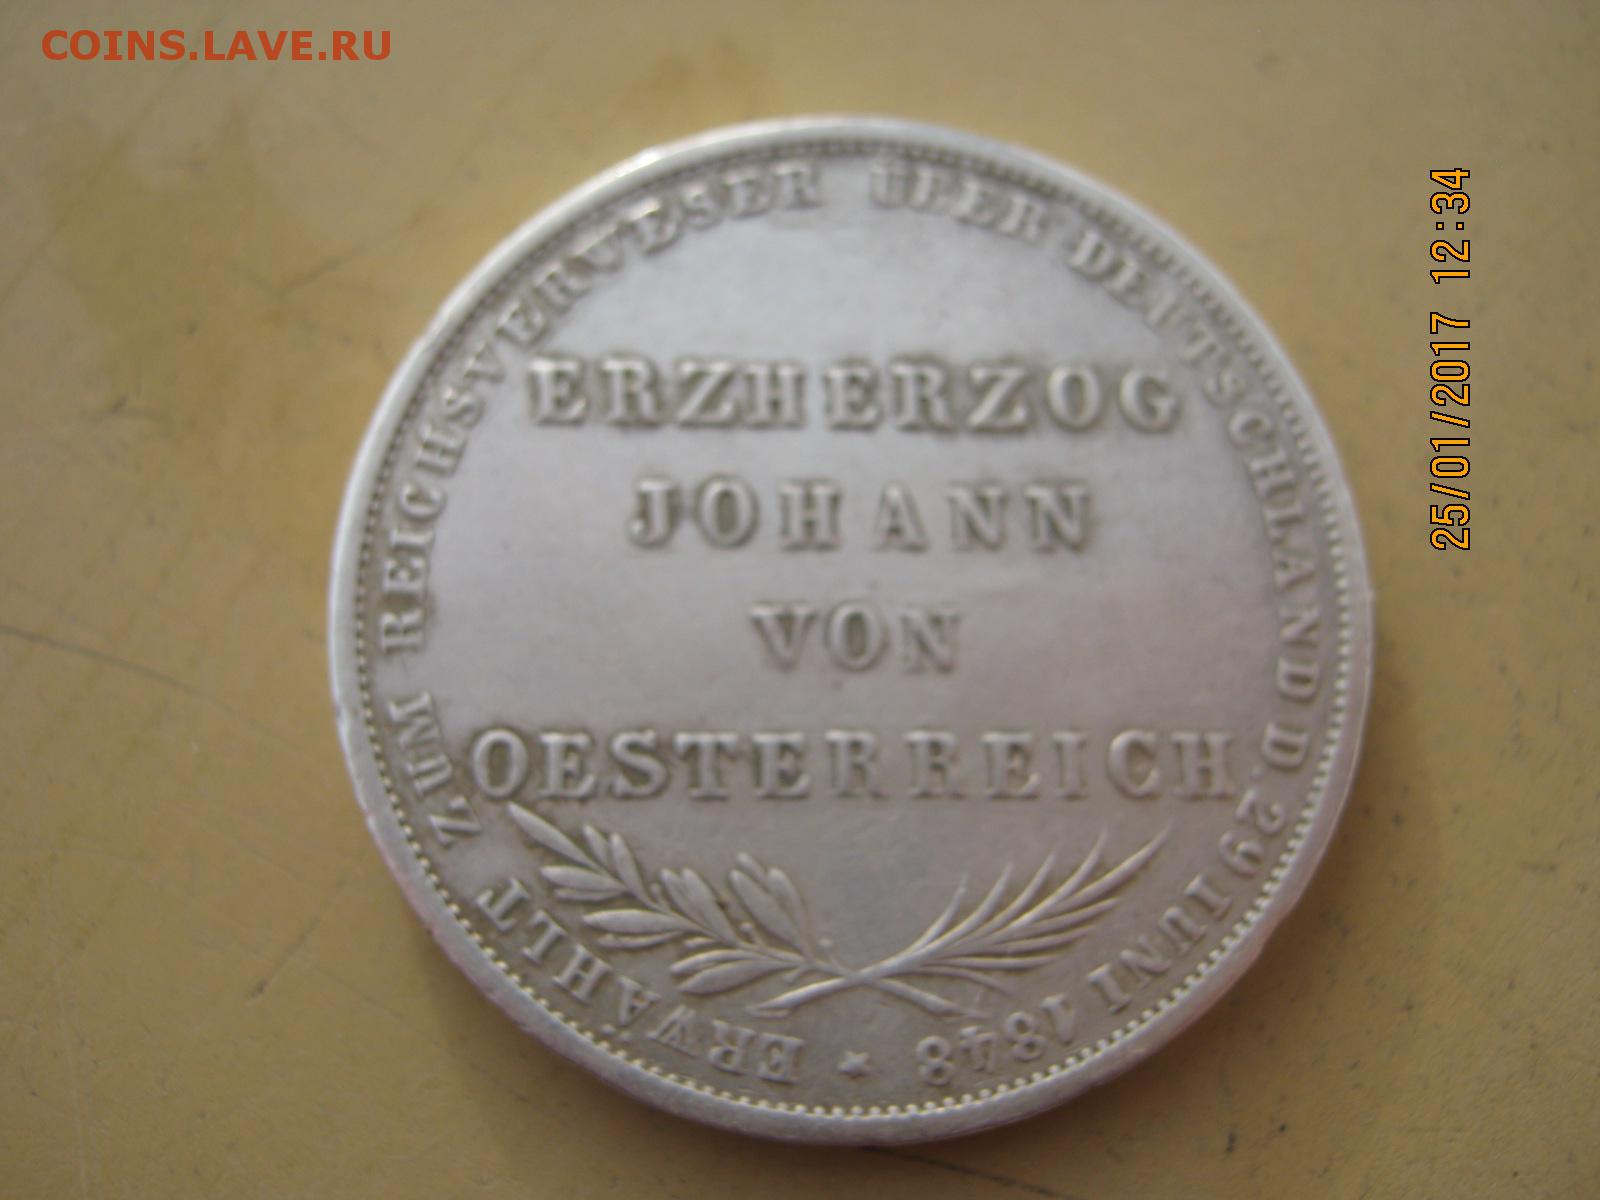 COINS.LAVE.RU
ERWÄHLT ZUM REICHSVERWESER ÜBER DEUTSCHLAND D. 29 IUNI 1848
ERZHERZOG
JOHANN
VON
OESTERREICH
25/01/2017 12:34